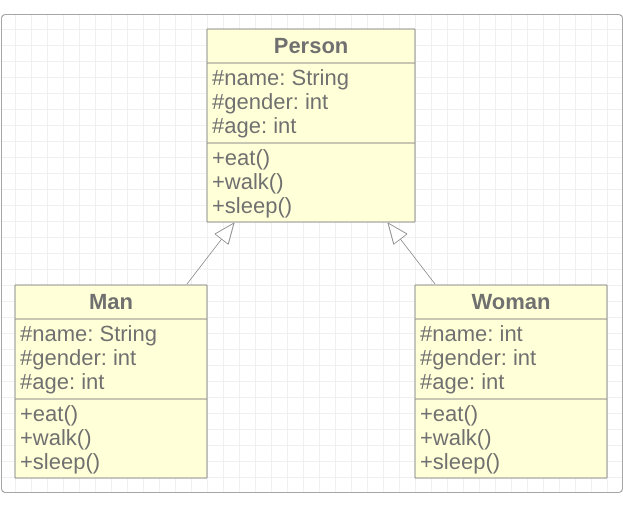 Person
#name: String
#gender: int
#age: int
+eat()
+walk()
+sleep()
Man
#name: String
#gender: int
#age: int
+eat()
+walk()
+sleep()
Woman
#name: int
#gender: int
#age: int
+eat()
+walk()
+sleep()